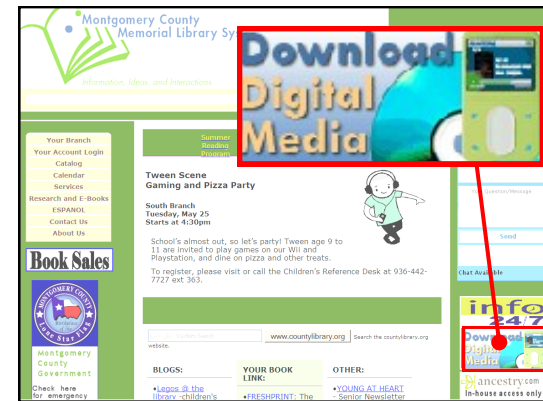 Montgomery County
Memorial Library Sy
Information, Ideas, and Interactions
Download
Digital
Media
Your Branch
Your Account Login
Catalog
Calendar
Services
Research and E-Books
ESPANOL
Contact Us
About Us
Book Sales
MONTGOMERY COUNTY
Lone Star Flag
Montgomery
County
Government
Check here
for emergency
Summer
Reading
Program
Tween Scene
Gaming and Pizza Party
South Branch
Tuesday, May 25
Starts at 4:30pm
School's almost out, so let's party! Tween age 9 to
11 are invited to play games on our Wii and
Playstation, and dine on pizza and other treats.
To register, please visit or call the Children's
Reference Desk at 936-442-
7727 ext 363.
www.countylibrary.org
Search the countylibrary.org
website.
BLOGS:
•Legos @ the
library -children's
YOUR BOOK
LINK:
•FRESHPRINT: The
OTHER:
•YOUNG AT HEART
- Senior Newsletter
Your Question/Message
Send
Chat Available
info
24/7
Download
Digital
Media
ancestry.com
In-house access only